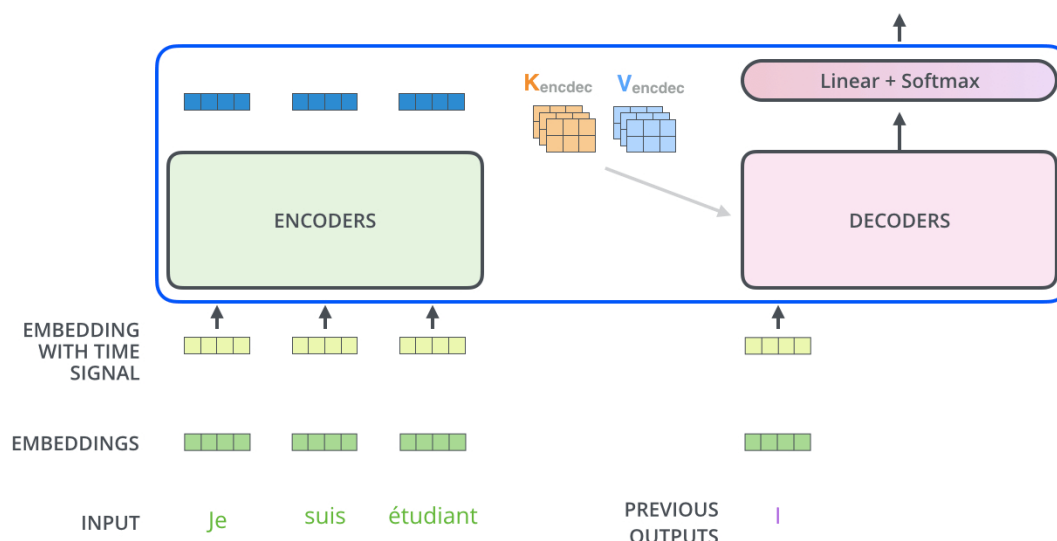 Kencdec
Vencdec
Linear + Softmax
ENCODERS
DECODERS
EMBEDDING
WITH TIME
SIGNAL
EMBEDDINGS
INPUT
Je
suis
étudiant
PREVIOUS
OUTPUTS
I